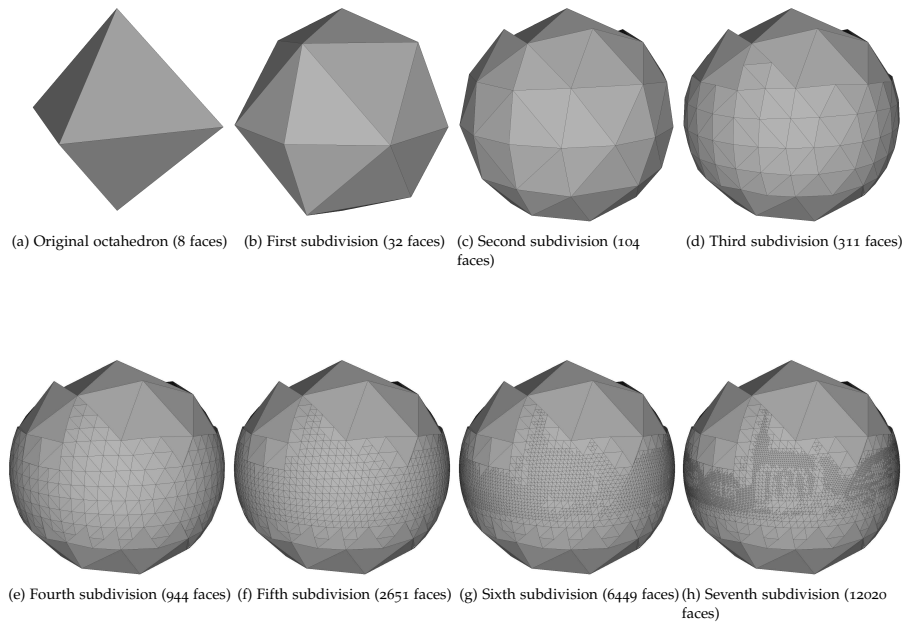 (a) Original octahedron (8 faces)
(b) First subdivision (32 faces)
(c) Second subdivision (104
faces)
(d) Third subdivision (311 faces)
(e) Fourth subdivision (944 faces)
(f) Fifth subdivision (2651 faces)
(g) Sixth subdivision (6449 faces)
(h) Seventh subdivision (12020
faces)